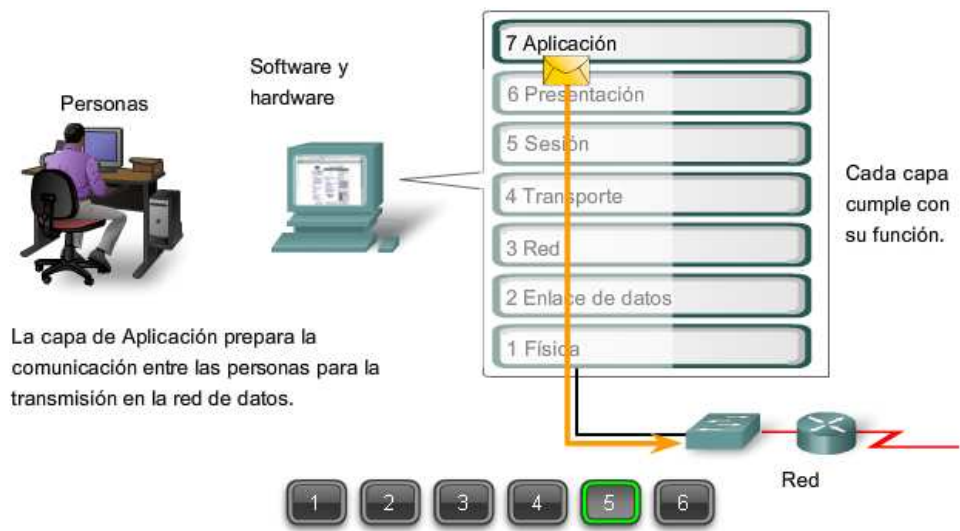 Personas
Software y
hardware
7 Aplicación
6 Presentación
5 Sesión
4 Transporte
3 Red
2 Enlace de datos
1 Física
Cada capa
cumple con
su función.
La capa de Aplicación prepara la
comunicación entre las personas para la
transmisión en la red de datos.
Red
1 2 3 4 5 6